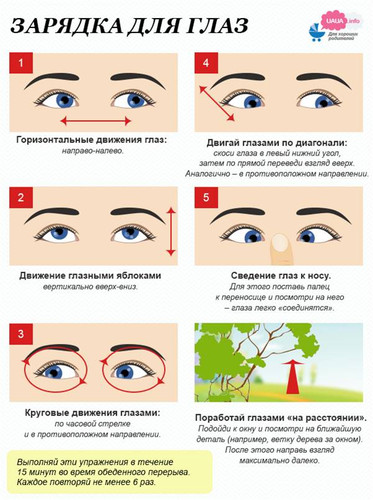 ЗАРЯДКА ДЛЯ ГЛАЗ
UAUA.info
Для хороших
родителей
1
Горизонтальные движения глаз:
направо-налево.
4
Двигай глазами по диагонали:
скоси глаза в левый нижний угол,
затем по прямой переведи взгляд вверх.
Аналогично – в противоположном направлении.
2
Движение глазными яблоками
вертикально вверх-вниз.
5
Сведение глаз к носу.
Для этого поставь палец
к переносице и посмотри на него
– глаза легко «соединятся».
3
Круговые движения глазами:
по часовой стрелке
и в противоположном направлении.
Поработай глазами «на расстоянии».
Подойди к окну и посмотри на ближайшую
деталь (например, ветку дерева за окном).
После этого направь взгляд
максимально далеко.
Выполняй эти упражнения в течение
15 минут во время обеденного перерыва.
Каждое повторяй не менее 6 раз.